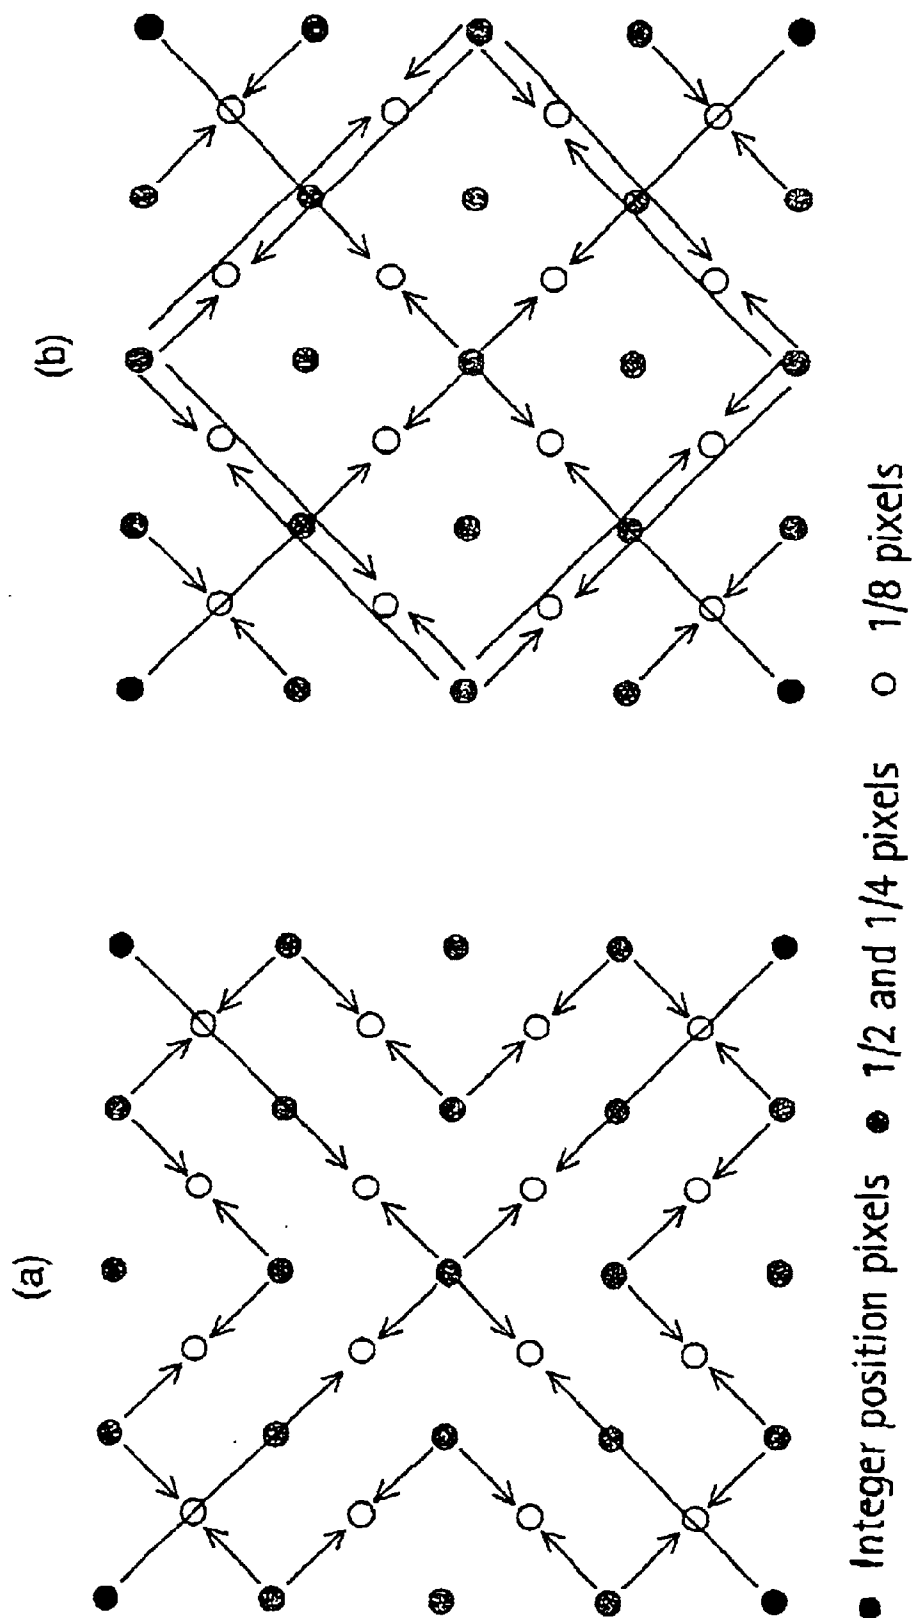 (a)
(b)
Integer position pixels
1/2 and 1/4 pixels
1/8 pixels